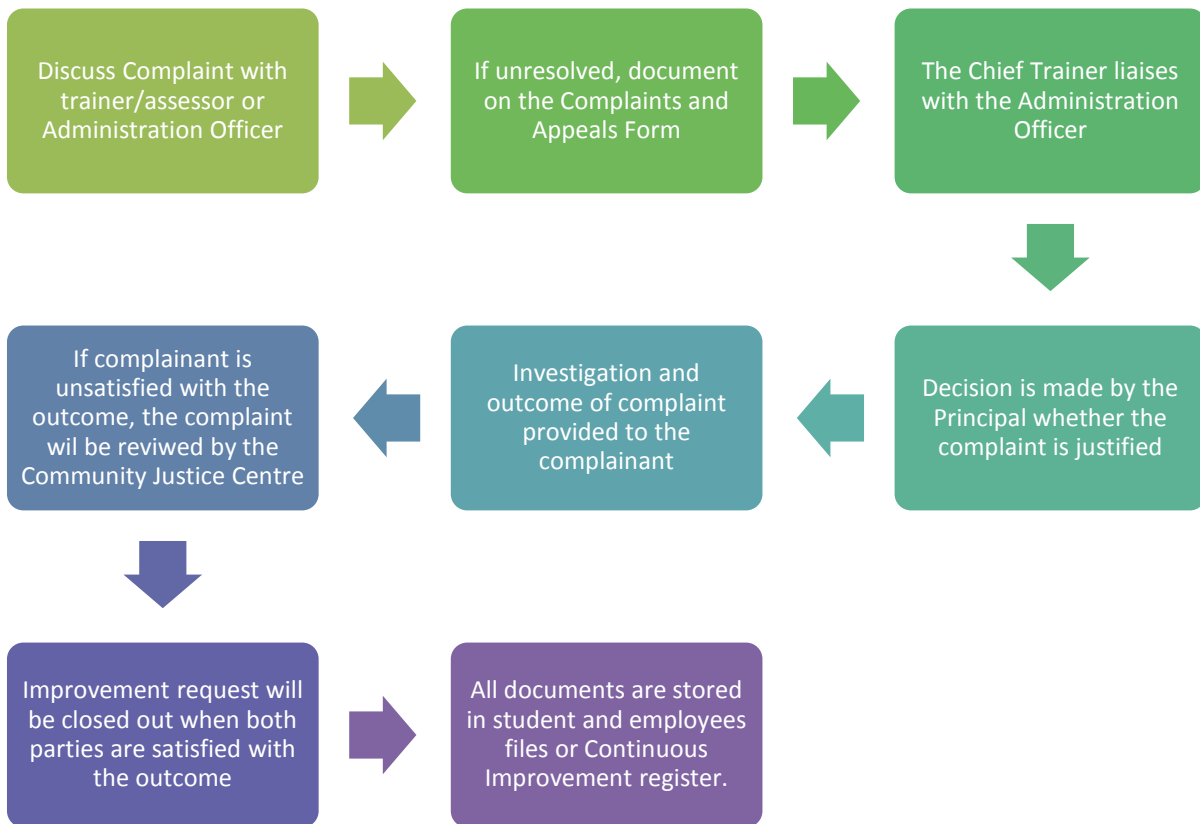 Discuss Complaint with
trainer/assessor or
Administration Officer
If unresolved, document
on the Complaints and
Appeals Form
The Chief Trainer liaises
with the Administration
Officer
Decision is made by the
Principal whether the
complaint is justified
Investigation and
outcome of complaint
provided to the
complainant
If complainant is
unsatisfied with the
outcome, the complaint
wil be reviwed by the
Community Justice Centre
Improvement request will
be closed out when both
parties are satisfied with
the outcome
All documents are stored
in student and employees
files or Continuous
Improvement register.